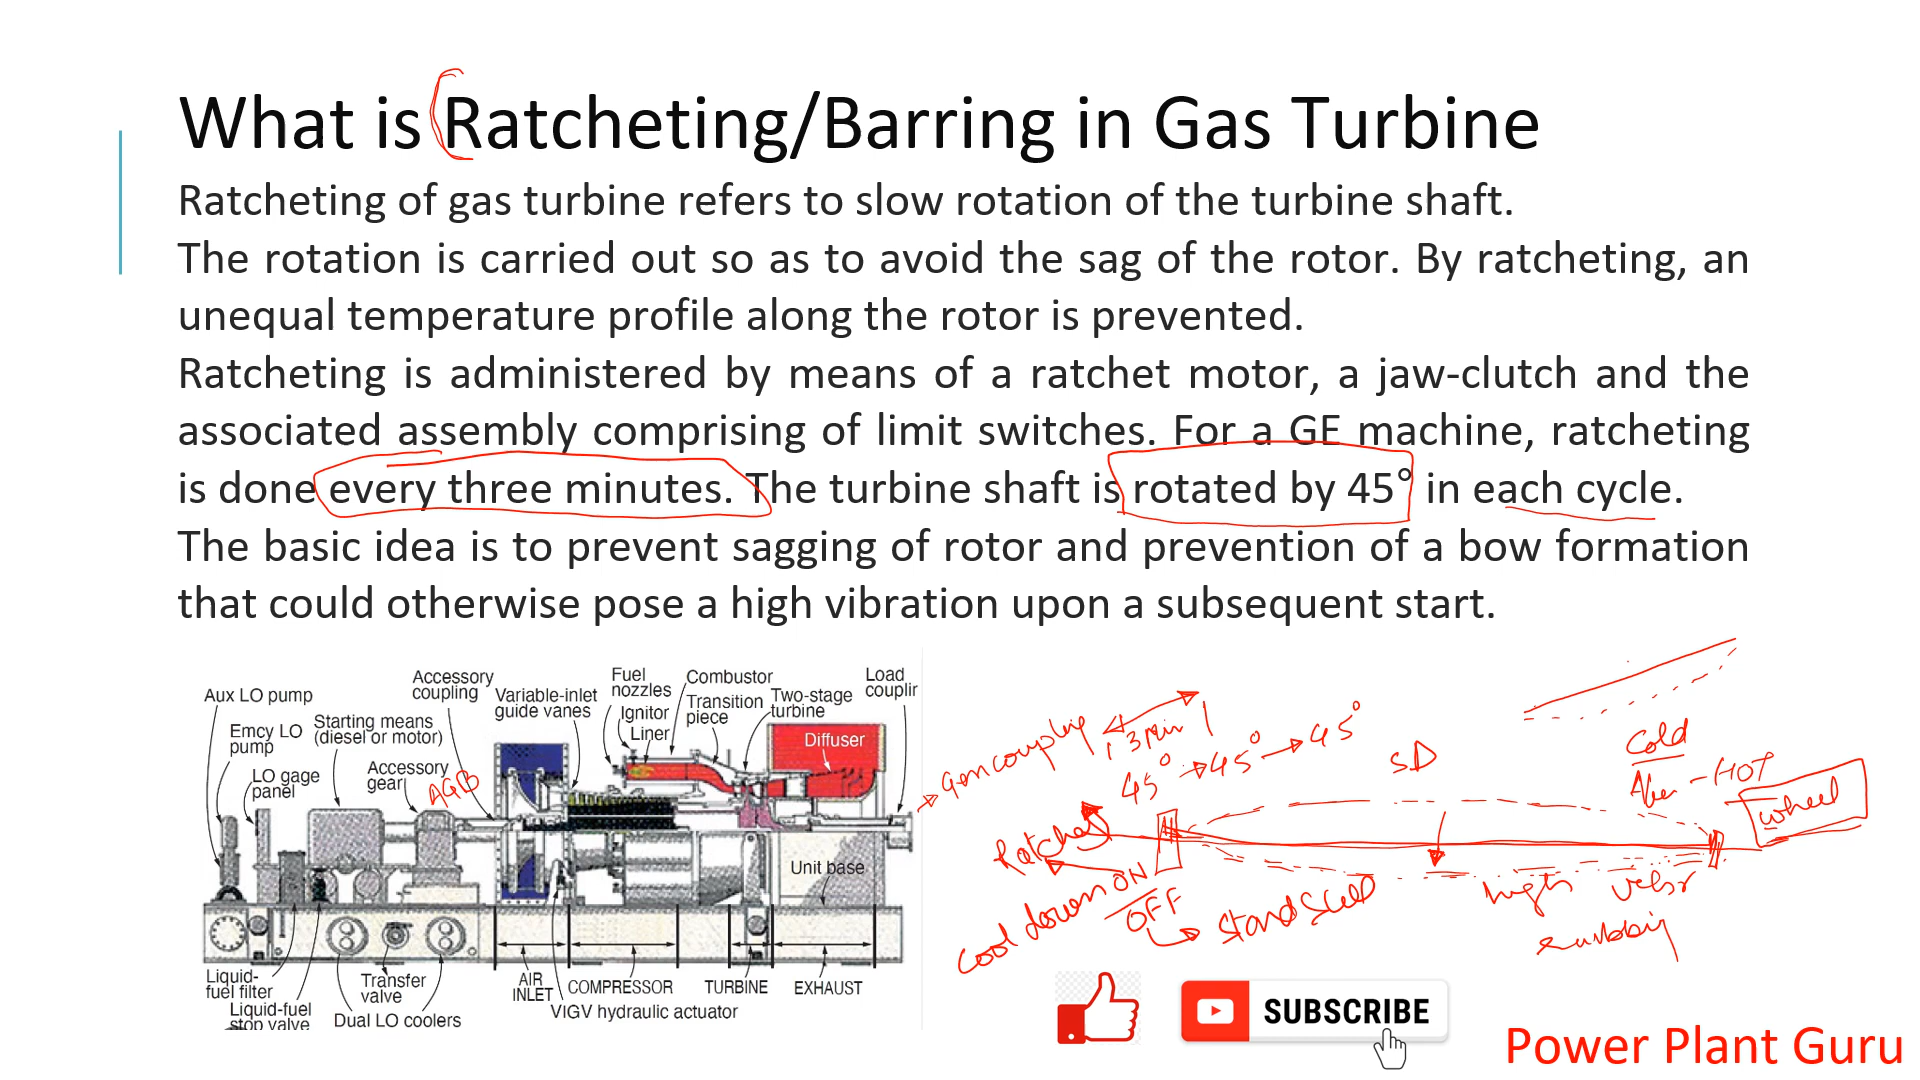 What is Ratcheting/Barring in Gas Turbine
Ratcheting of gas turbine refers to slow rotation of the turbine shaft.
The rotation is carried out so as to avoid the sag of the rotor. By ratcheting, an
unequal temperature profile along the rotor is prevented.
Ratcheting is administered by means of a ratchet motor, a jaw-clutch and the
associated assembly comprising of limit switches. For a GE machine, ratcheting
is done every three minutes. The turbine shaft is rotated by 45° in each cycle.
The basic idea is to prevent sagging of rotor and prevention of a bow formation
that could otherwise pose a high vibration upon a subsequent start.
Aux LO pump
Emcy LO
pump
LO gage
panel
Starting means
(diesel or motor)
Accessory
gear
AGB
Accessory
coupling
Variable-inlet
guide vanes
Fuel
nozzles
Ignitor
Liner
Combustor
Transition
piece
Two-stage
turbine
Load
couplin
Diffuser
Unit base
Liquid-
fuel filter
Liquid-fuel
stop valve
Transfer
valve
Dual LO coolers
AIR
INLET
COMPRESSOR
TURBINE
EXHAUST
VIGV hydraulic actuator
Gen coupling
3 Min
45° → 45° → 45°
SD
Cold
HOT
wheel
Ratchet
Cool down ON
OFF
high
rubbing
SUBSCRIBE
Power Plant Guru